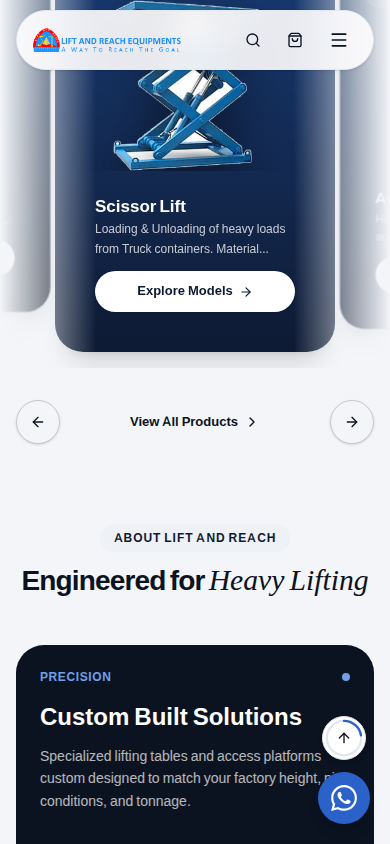 LIFT AND REACH EQUIPMENTS
A Way To Reach The Goal
Scissor Lift
Loading & Unloading of heavy loads
from Truck containers. Material...
Explore Models
View All Products
ABOUT LIFT AND REACH
Engineered for Heavy Lifting
PRECISION
Custom Built Solutions
Specialized lifting tables and access platforms
custom designed to match your factory height,
conditions, and tonnage.